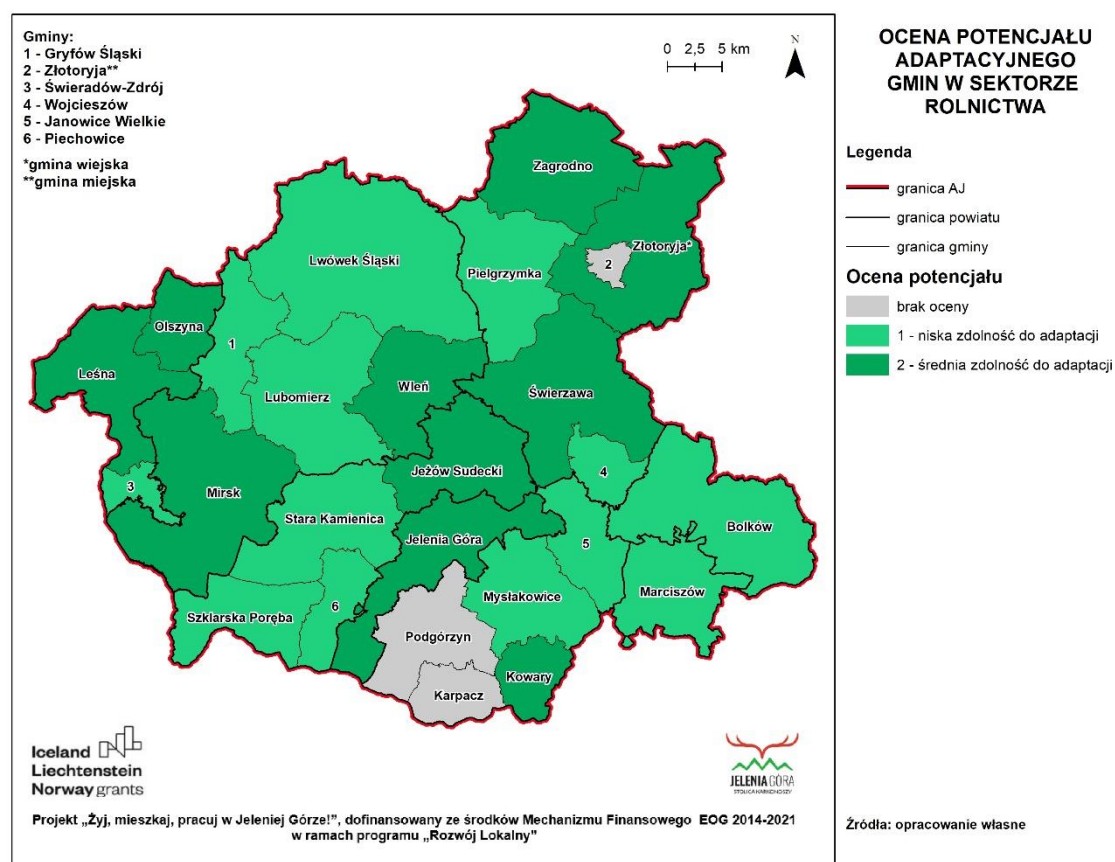 Gminy:
1 - Gryfów Śląski
2 - Złotoryja**
3 - Świeradów-Zdrój
4 - Wojcieszów
5 - Janowice Wielkie
6 - Piechowice
*gmina wiejska
**gmina miejska
0 2,5 5 km
N
Zagrodno
Złotoryja*
2
Lwówek Śląski
Pielgrzymka
Olszyna
1
Leśna
Lubomierz
Wleń
Świerzawa
Jeżów Sudecki
4
3
Mirsk
Stara Kamienica
Bolków
Jelenia Góra
5
Mysłakowice
Marciszów
6
Szklarska Poręba
Podgórzyn
Kowary
Karpacz
Iceland
Liechtenstein
Norway grants
JELENIA GÓRA
STOLICA KARKONOSZY
Projekt „Żyj, mieszkaj, pracuj w Jeleniej Górze!”, dofinansowany ze środków Mechanizmu Finansowego EOG 2014-2021
w ramach programu „Rozwój Lokalny”
OCENA POTENCJAŁU
ADAPTACYJNEGO
GMIN W SEKTORZE
ROLNICTWA
Legenda
granica AJ
granica powiatu
granica gminy
Ocena potencjału
brak oceny
1 - niska zdolność do adaptacji
2 - średnia zdolność do adaptacji
Źródła: opracowanie własne